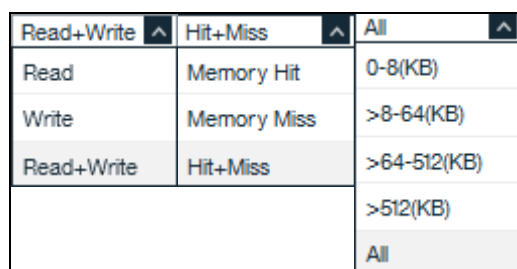 Read+Write
Read
Write
Read+Write
Hit+Miss
Memory Hit
Memory Miss
Hit+Miss
All
0-8(KB)
>8-64(KB)
>64-512(KB)
>512(KB)
All